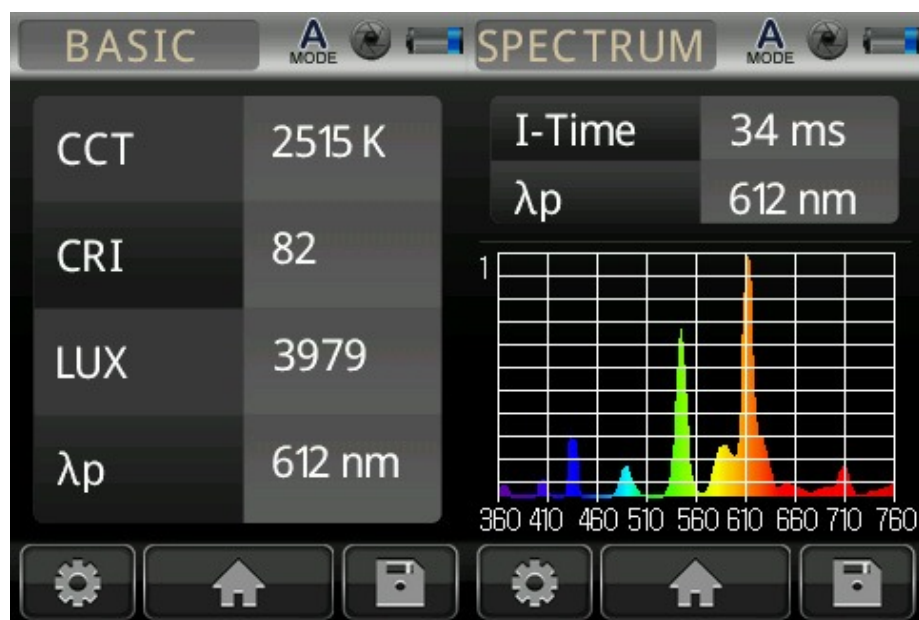 BASIC
A
MODE
CCT 2515 K
CRI 82
LUX 3979
λp 612 nm
SPECTRUM
A
MODE
I-Time 34 ms
λp 612 nm
1
360 410 460 510 560 610 660 710 760